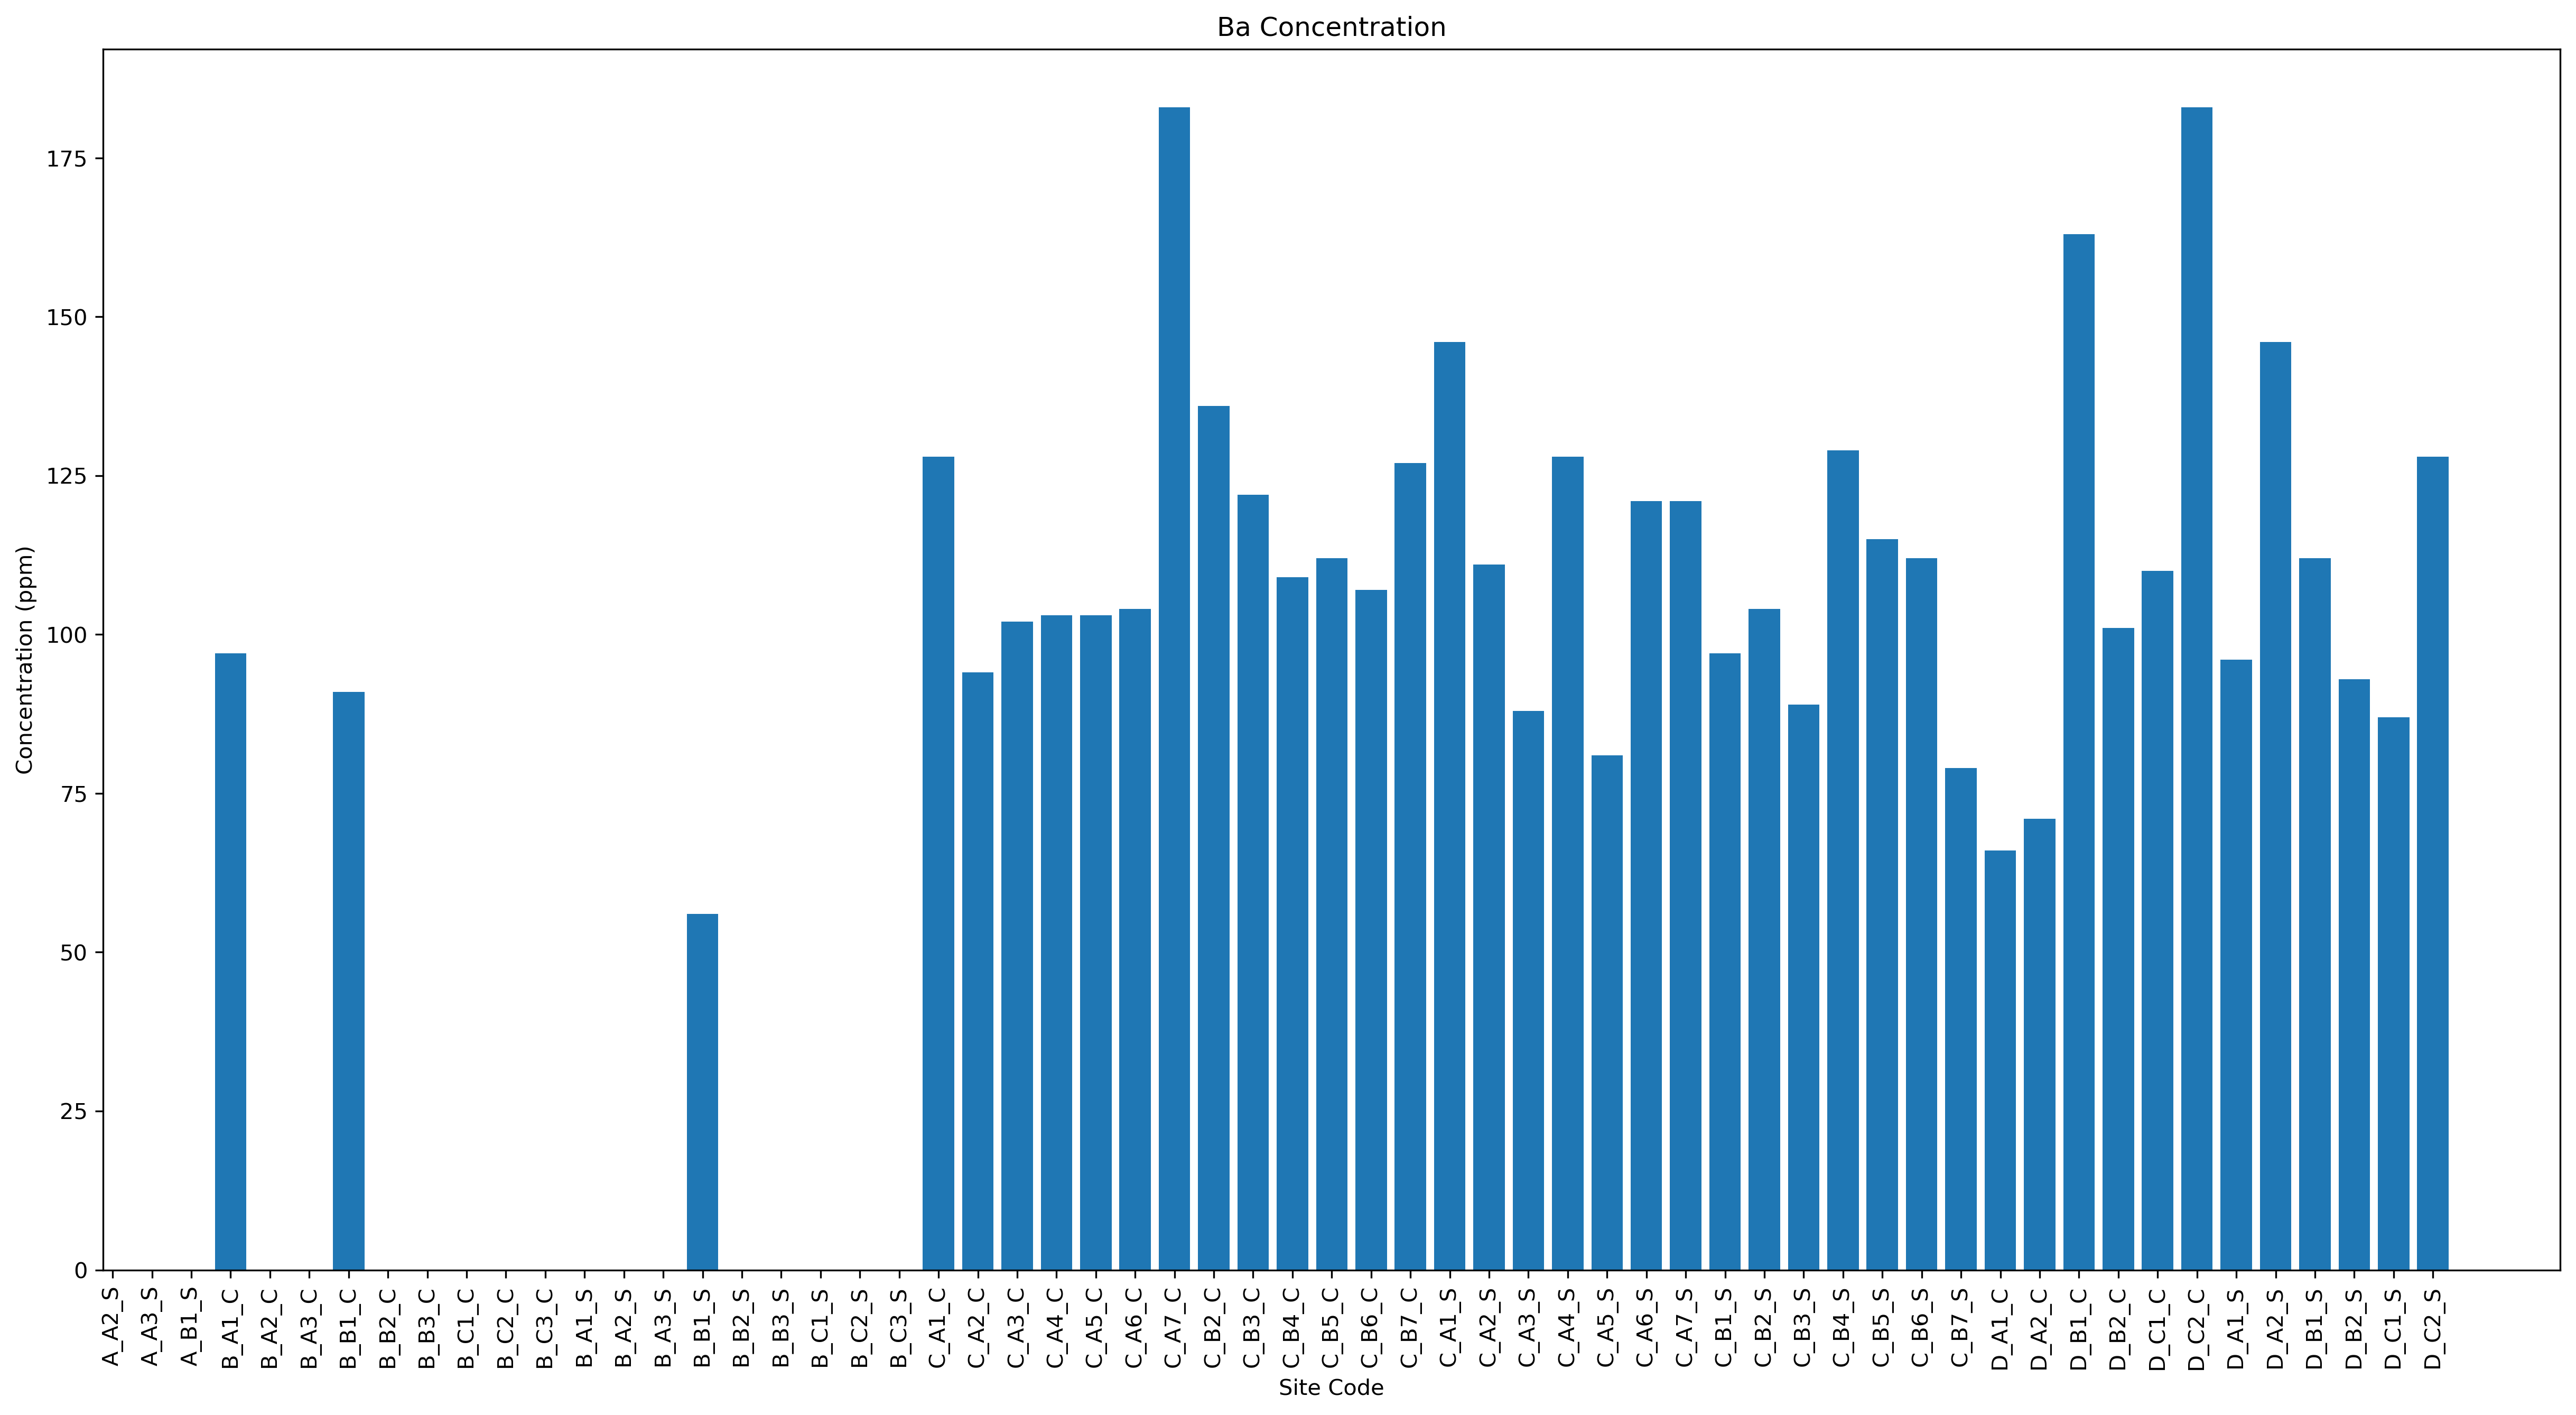 Ba Concentration
Concentration (ppm)
175
150
125
100
75
50
25
0
A_A2_S
A_A3_S
A_B1_S
B_A1_C
B_A2_C
B_A3_C
B_B1_C
B_B2_C
B_B3_C
B_C1_C
B_C2_C
B_C3_C
B_A1_S
B_A2_S
B_A3_S
B_B1_S
B_B2_S
B_B3_S
B_C1_S
B_C2_S
B_C3_S
C_A1_C
C_A2_C
C_A3_C
C_A4_C
C_A5_C
C_A6_C
C_A7_C
C_B2_C
C_B3_C
C_B4_C
C_B5_C
C_B6_C
C_B7_C
C_A1_S
C_A2_S
C_A3_S
C_A4_S
C_A5_S
C_A6_S
C_A7_S
C_B1_S
C_B2_S
C_B3_S
C_B4_S
C_B5_S
C_B6_S
C_B7_S
D_A1_C
D_A2_C
D_B1_C
D_B2_C
D_C1_C
D_C2_C
D_A1_S
D_A2_S
D_B1_S
D_B2_S
D_C1_S
D_C2_S
Site Code